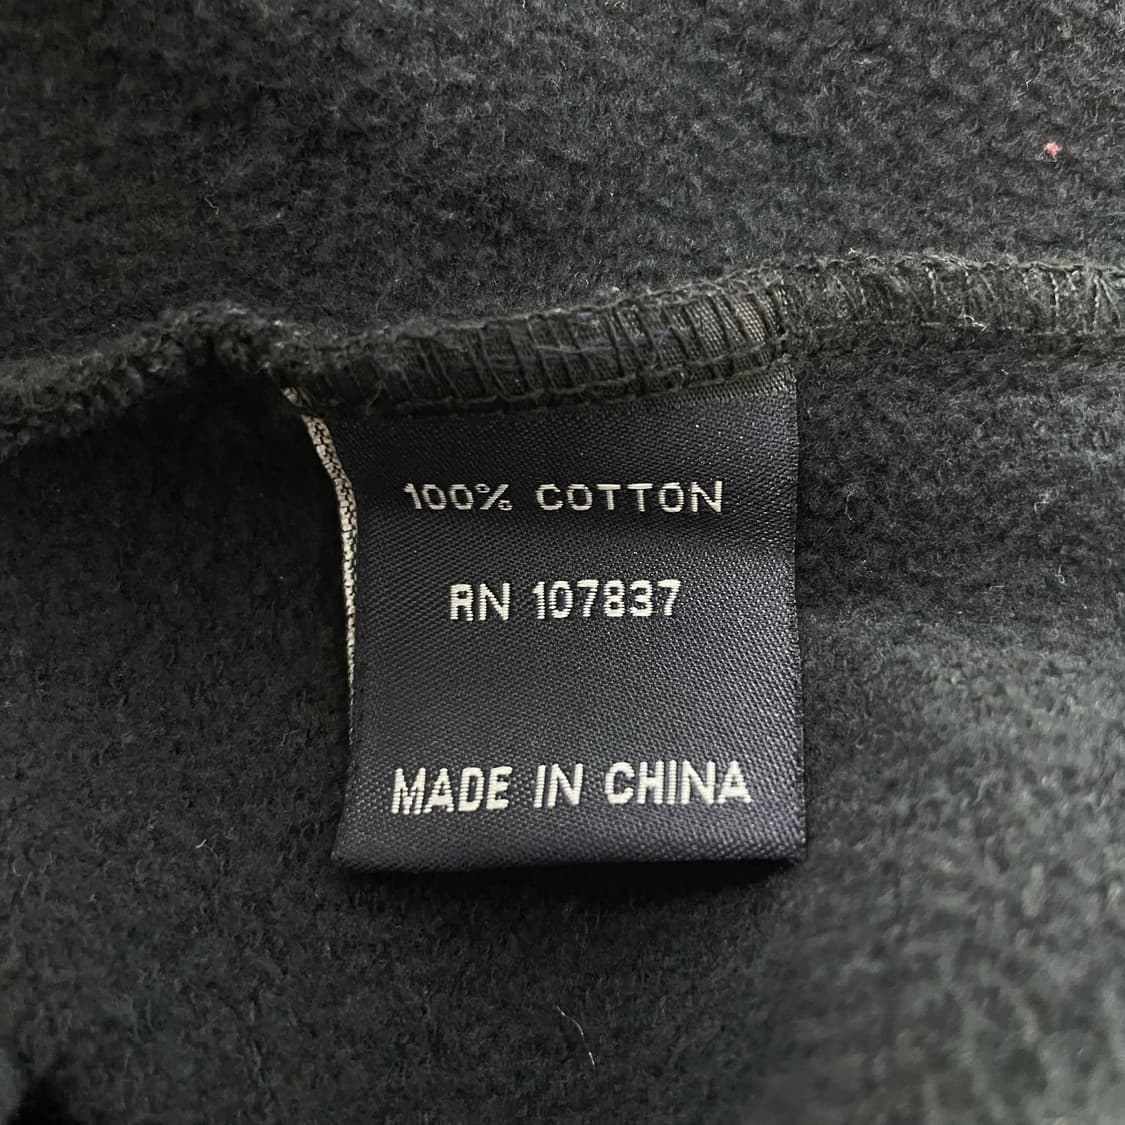 100% COTTON
RN 107837
MADE IN CHINA